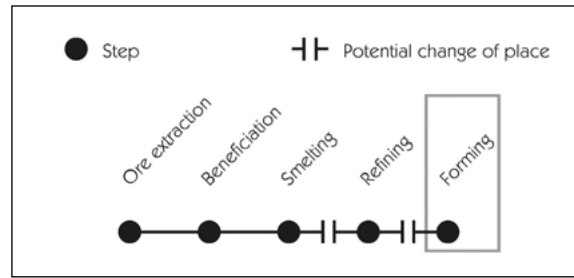 Step
Potential change of place
Ore extraction
Beneficiation
Smelting
Refining
Forming